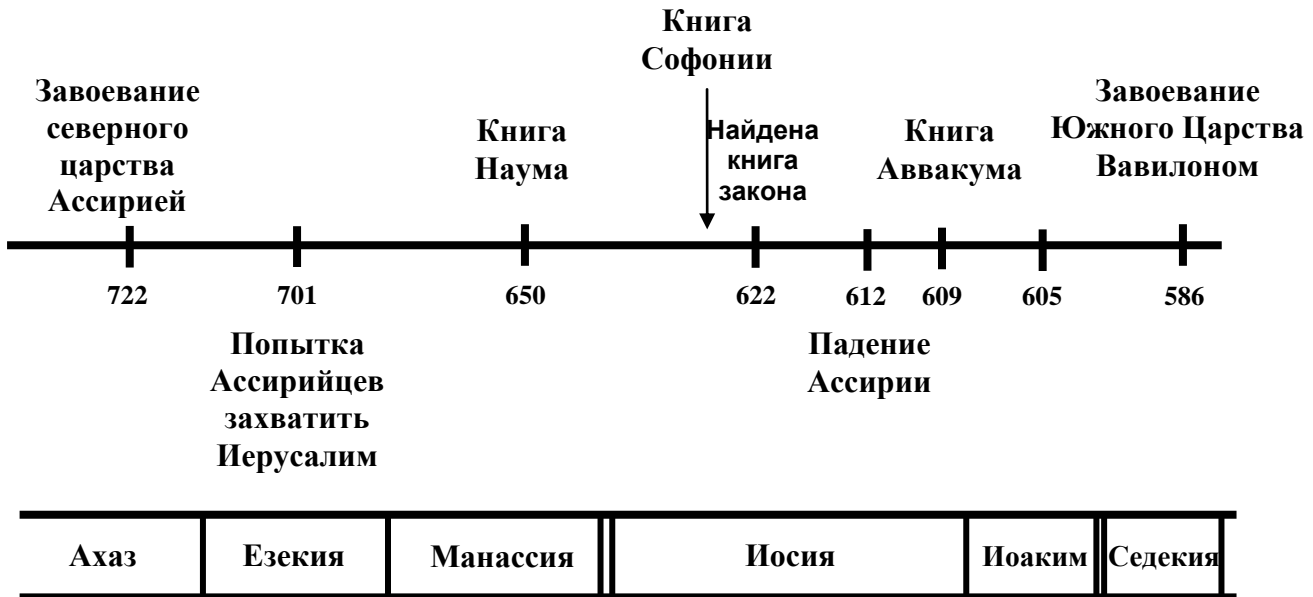 Книга
Софонии
Завоевание
северного
царства
Ассирией
Книга
Наума
Найдена
книга
закона
Книга
Аввакума
Завоевание
Южного Царства
Вавилоном
722
701
650
622
612
609
605
586
Попытка
Ассирийцев
захватить
Иерусалим
Падение
Ассирии
Ахаз
Езекия
Манассия
Иосия
Иоаким
Седекия